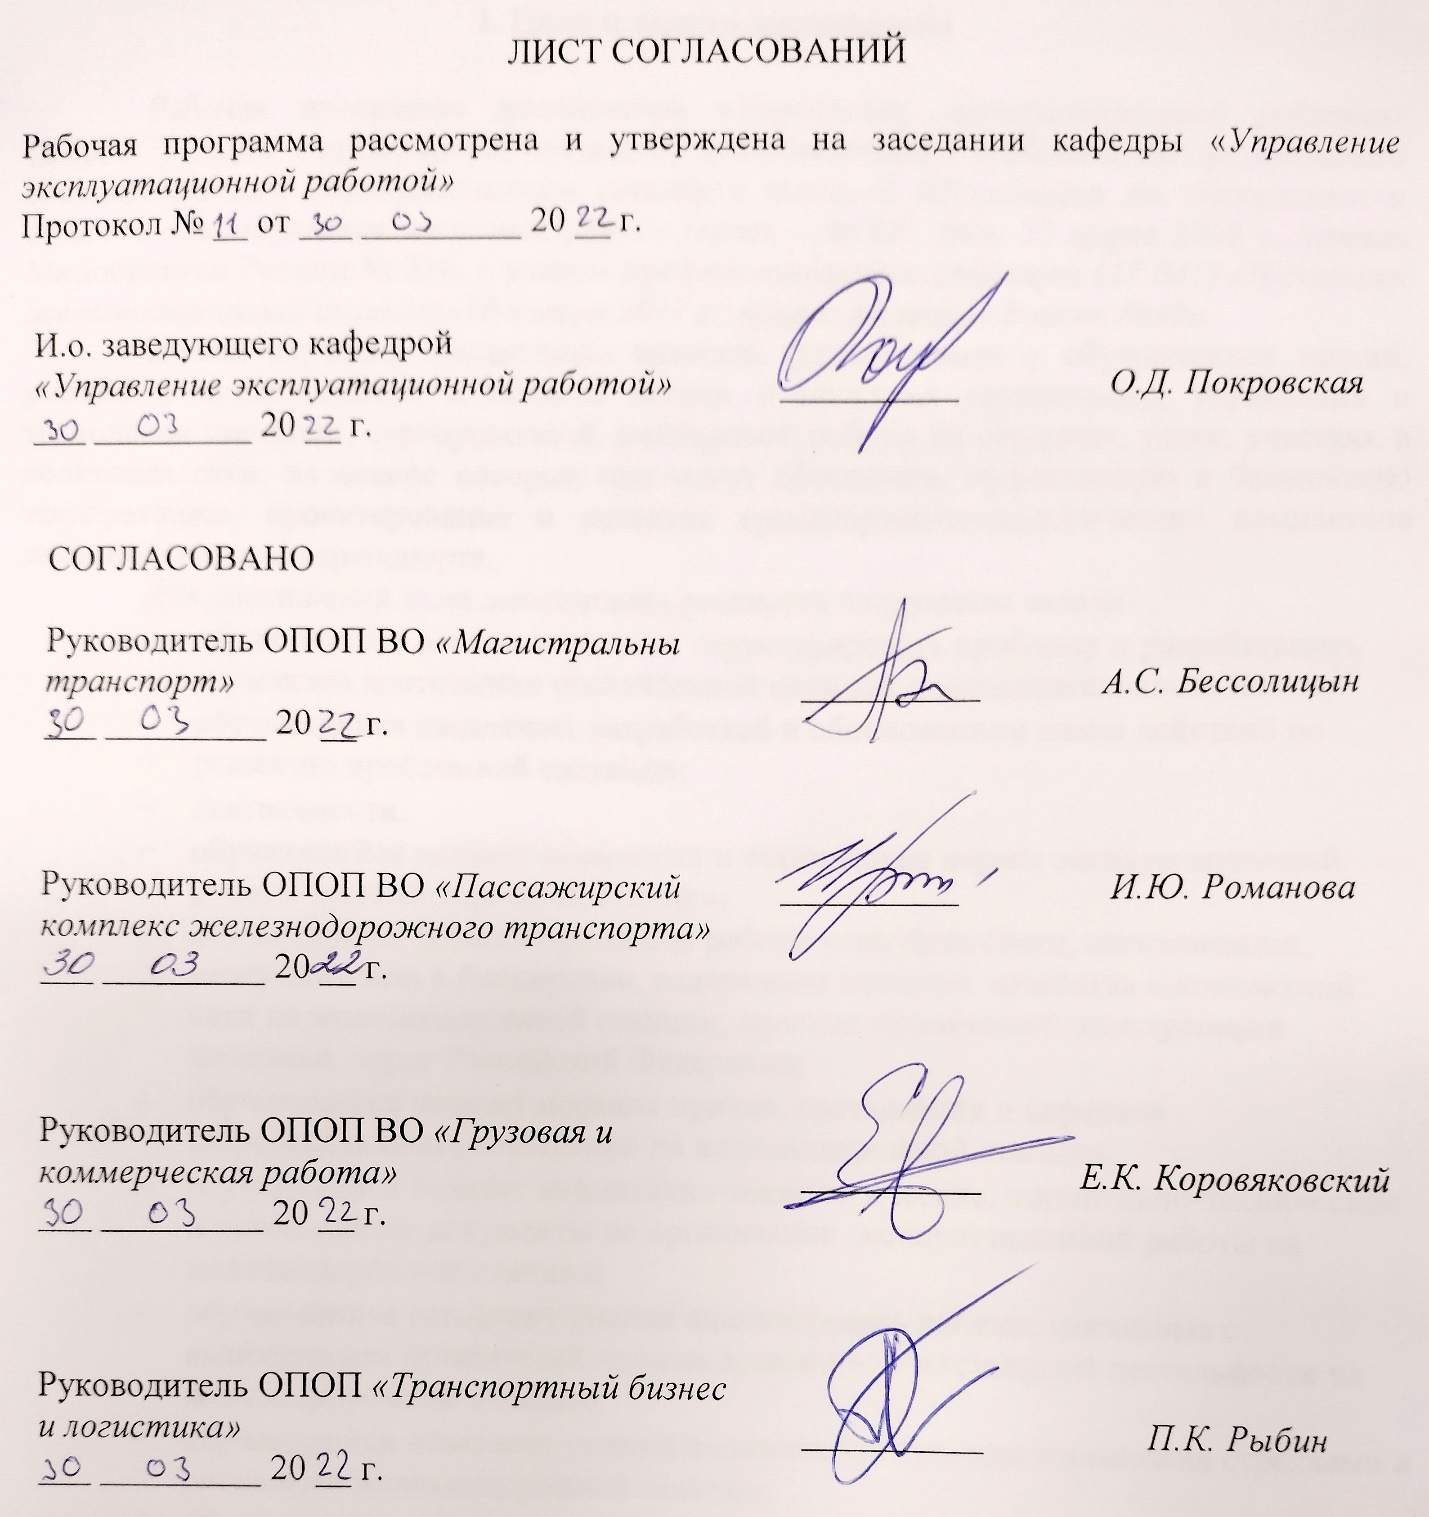 ЛИСТ СОГЛАСОВАНИЙ
Рабочая программа рассмотрена и утверждена на заседании кафедры «Управление
эксплуатационной работой»
Протокол № 11 от 30 03 20 22 г.
И.о. заведующего кафедрой
«Управление эксплуатационной работой» О.Д. Покровская
30 03 20 22 г.
СОГЛАСОВАНО
Руководитель ОПОП ВО «Магистральны
транспорт» А.С. Бессолицын
30 03 20 22 г.
Руководитель ОПОП ВО «Пассажирский И.Ю. Романова
комплекс железнодорожного транспорта»
30 03 20 22 г.
Руководитель ОПОП ВО «Грузовая и
коммерческая работа» Е.К. Коровяковский
30 03 20 22 г.
Руководитель ОПОП «Транспортный бизнес
и логистика» П.К. Рыбин
30 03 20 22 г.